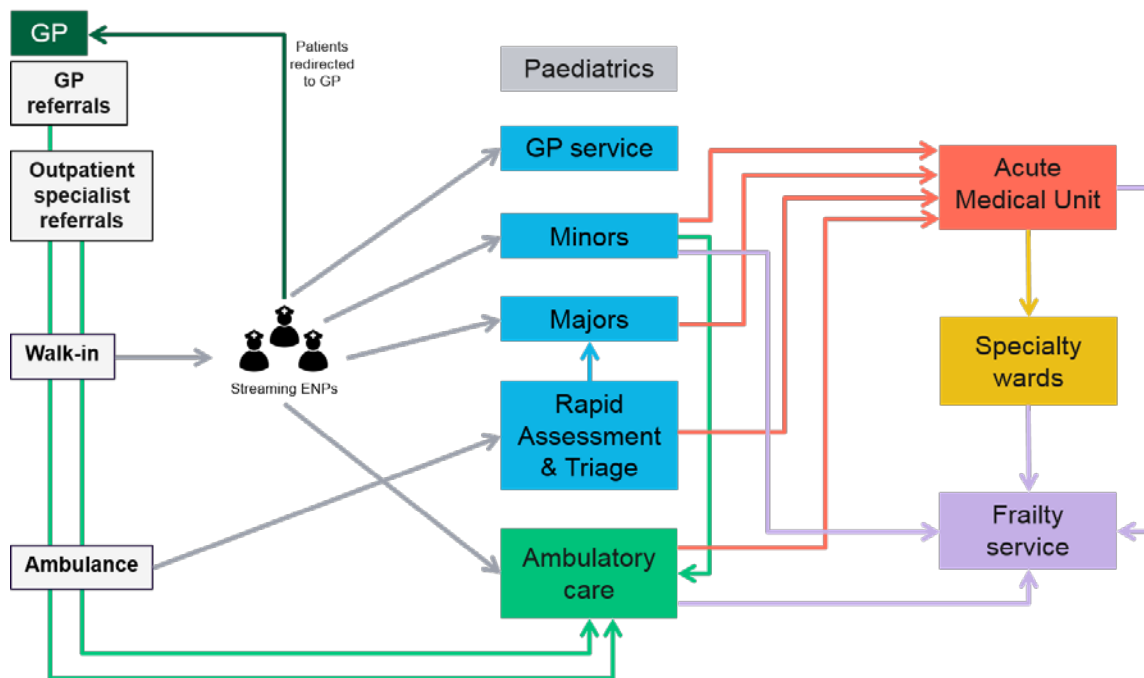 GP
Patients
redirected
to GP
GP
referrals
Outpatient
specialist
referrals
Walk-in
Ambulance
Streaming ENPs
Paediatrics
GP service
Minors
Majors
Rapid
Assessment
& Triage
Ambulatory
care
Acute
Medical Unit
Specialty
wards
Frailty
service